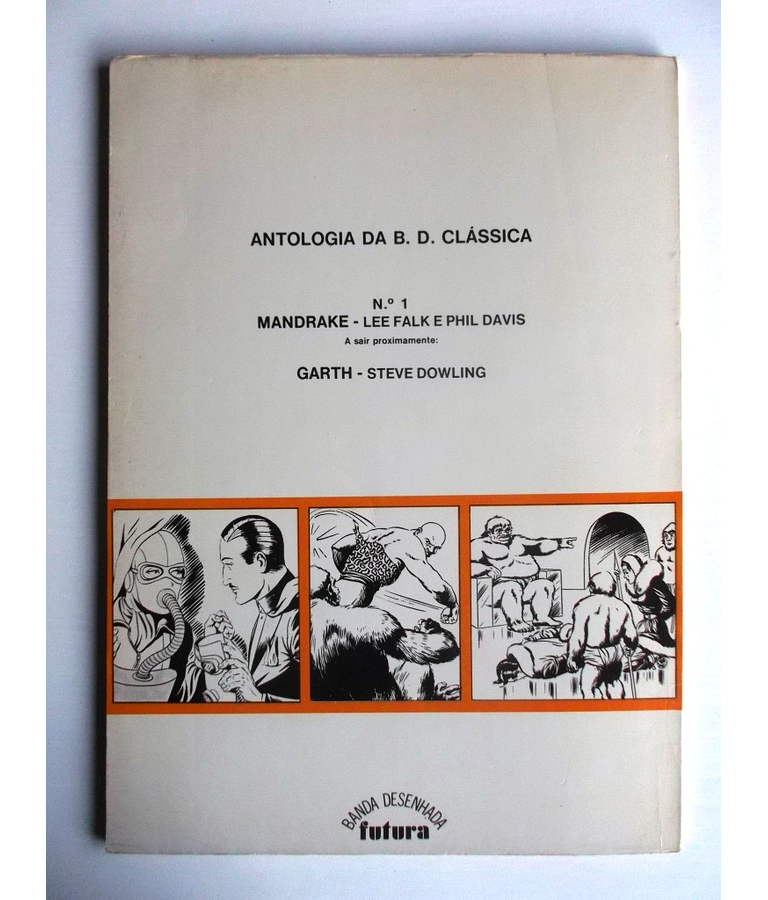 ANTOLOGIA DA B. D. CLÁSSICA
N.º 1
MANDRAKE - LEE FALK E PHIL DAVIS
A sair proximamente:
GARTH - STEVE DOWLING
BANDA DESENHADA
futura